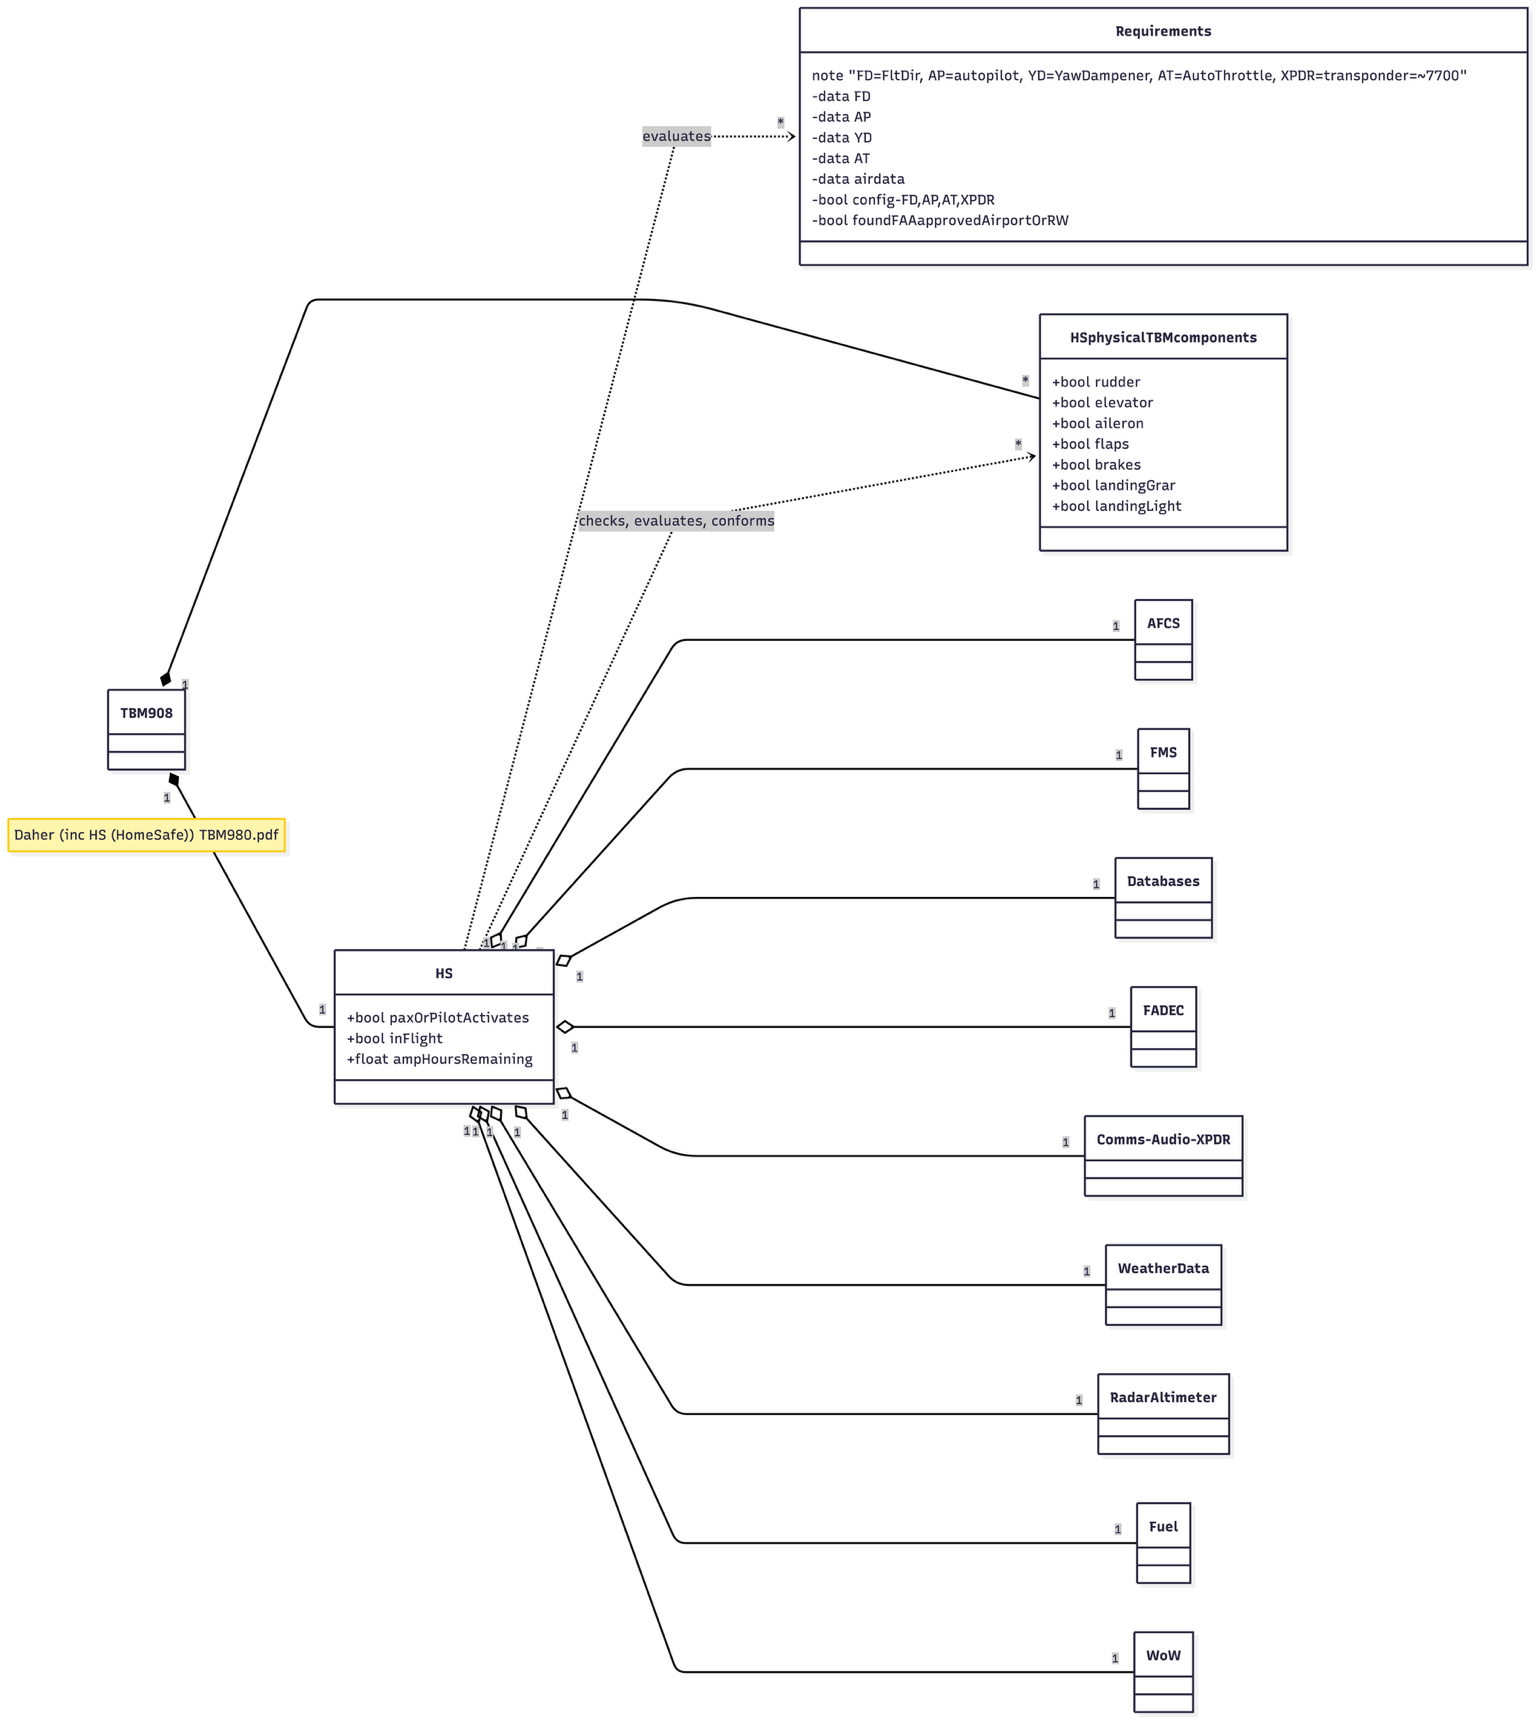 Requirements
note "FD=FltDir, AP=autopilot, YD=YawDampener, AT=AutoThrottle, XPDR=transponder=~7700"
-data FD
-data AP
-data YD
-data AT
-data airdata
-bool config-FD,AP,AT,XPDR
-bool foundFAAapprovedAirportOrRW
*
evaluates
HSphysicalTBMcomponents
+bool rudder
+bool elevator
+bool aileron
+bool flaps
+bool brakes
+bool landingGrar
+bool landingLight
*
*
checks, evaluates, conforms
AFCS
1
TBM908
1
1
FMS
1
Daher (inc HS (HomeSafe)) TBM980.pdf
Databases
1
1
1
1
HS
+bool paxOrPilotActivates
+bool inFlight
+float ampHoursRemaining
1
1
FADEC
1
1
Comms-Audio-XPDR
1
1
1
1
1
1
WeatherData
1
RadarAltimeter
1
Fuel
1
WoW
1